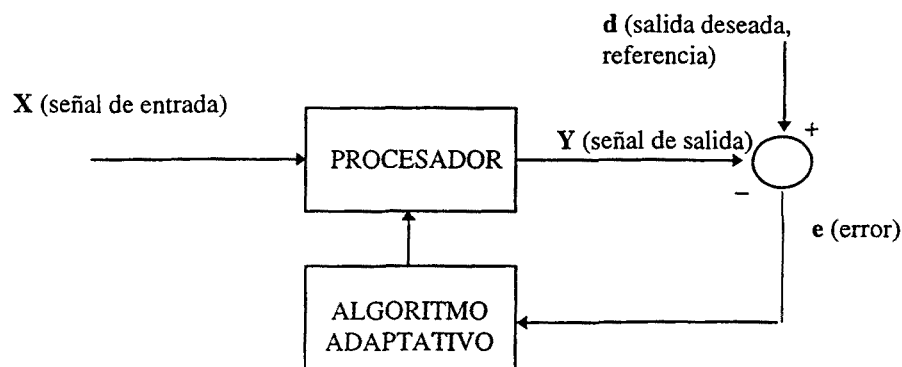 d (salida deseada,
referencia)
X (señal de entrada)
+
PROCESADOR
Y (señal de salida)
−
e (error)
ALGORITMO
ADAPTATIVO